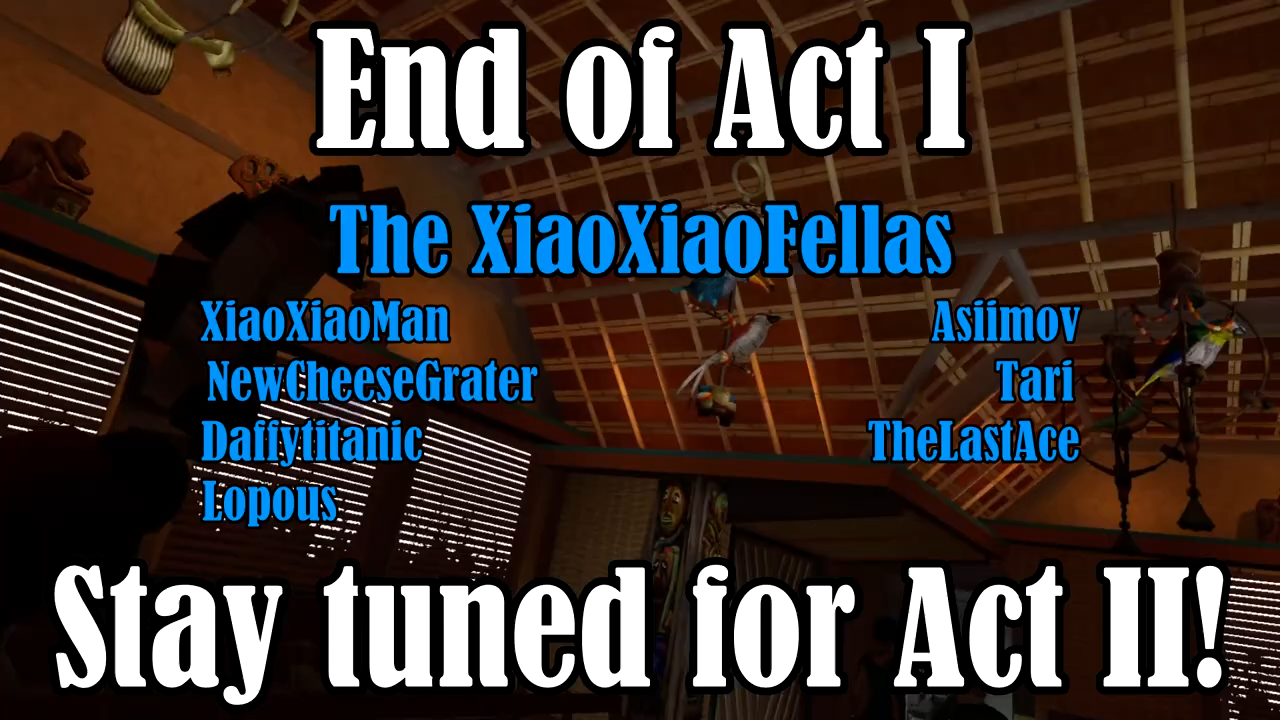 End of Act I
The XiaoXiaoFellas
XiaoXiaoMan
NewCheeseGrater
Daffytitanic
Lopous
Asiimov
Tari
TheLastAce
Stay tuned for Act II!